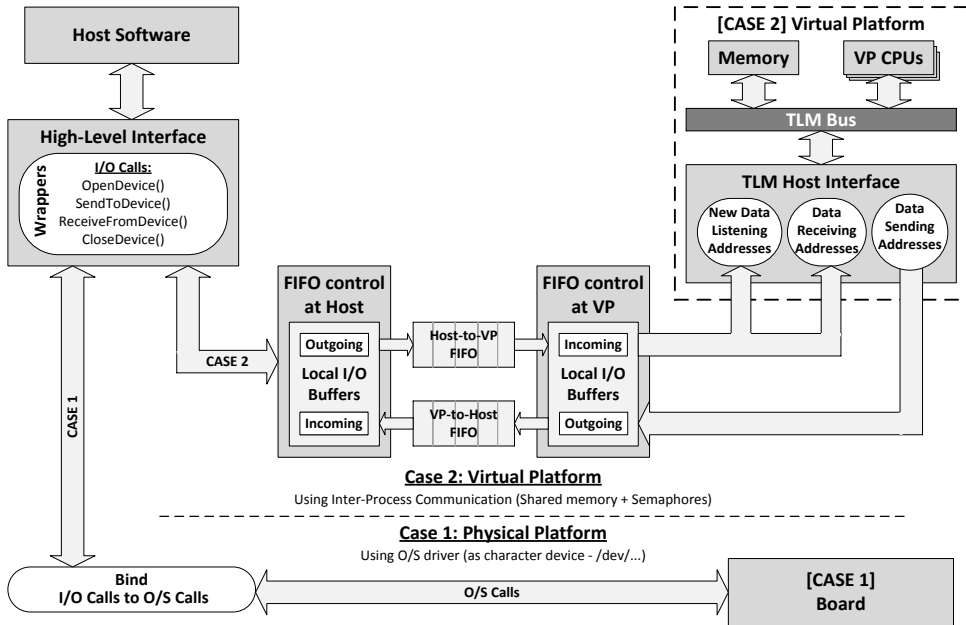 Host Software
High-Level Interface
Wrappers
I/O Calls:
OpenDevice()
SendToDevice()
ReceiveFromDevice()
CloseDevice()
[CASE 2] Virtual Platform
Memory
VP CPUs
TLM Bus
TLM Host Interface
New Data
Listening
Addresses
Data
Receiving
Addresses
Data
Sending
Addresses
CASE 1
CASE 2
FIFO control
at Host
Outgoing
Local I/O
Buffers
Incoming
Host-to-VP
FIFO
VP-to-Host
FIFO
FIFO control
at VP
Incoming
Local I/O
Buffers
Outgoing
Case 2: Virtual Platform
Using Inter-Process Communication (Shared memory + Semaphores)
Case 1: Physical Platform
Using O/S driver (as character device - /dev/...)
Bind
I/O Calls to O/S Calls
O/S Calls
[CASE 1]
Board